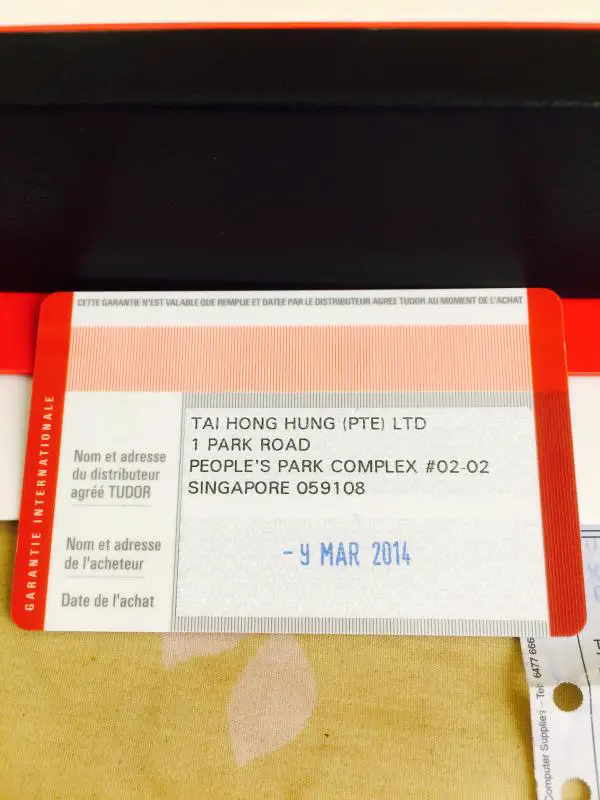 CETTE GARANTIE N'EST VALABLE QUE REMPLIE ET DATEE PAR LE DISTRIBUTEUR AGREE TUDOR AU MOMENT DE L'ACHAT
GARANTIE INTERNATIONALE
Nom et adresse
du distributeur
agréé TUDOR
TAI HONG HUNG (PTE) LTD
1 PARK ROAD
PEOPLE'S PARK COMPLEX #02-02
SINGAPORE 059108
Nom et adresse
de l'acheteur
- 9 MAR 2014
Date de l'achat
Computer Supplies - Tel: 6477 666